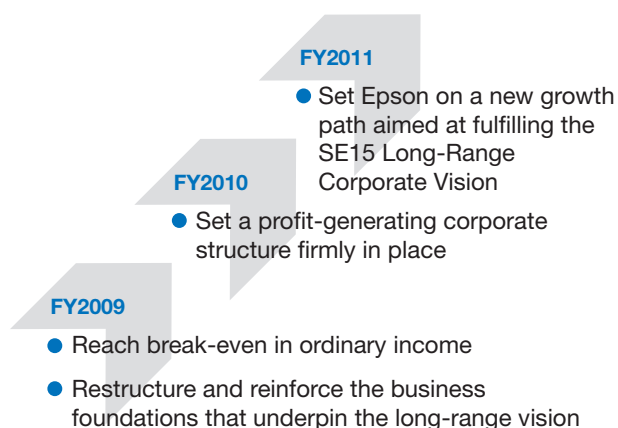 FY2011
● Set Epson on a new growth
path aimed at fulfilling the
SE15 Long-Range
Corporate Vision
FY2010
● Set a profit-generating corporate
structure firmly in place
FY2009
● Reach break-even in ordinary income
● Restructure and reinforce the business
foundations that underpin the long-range vision